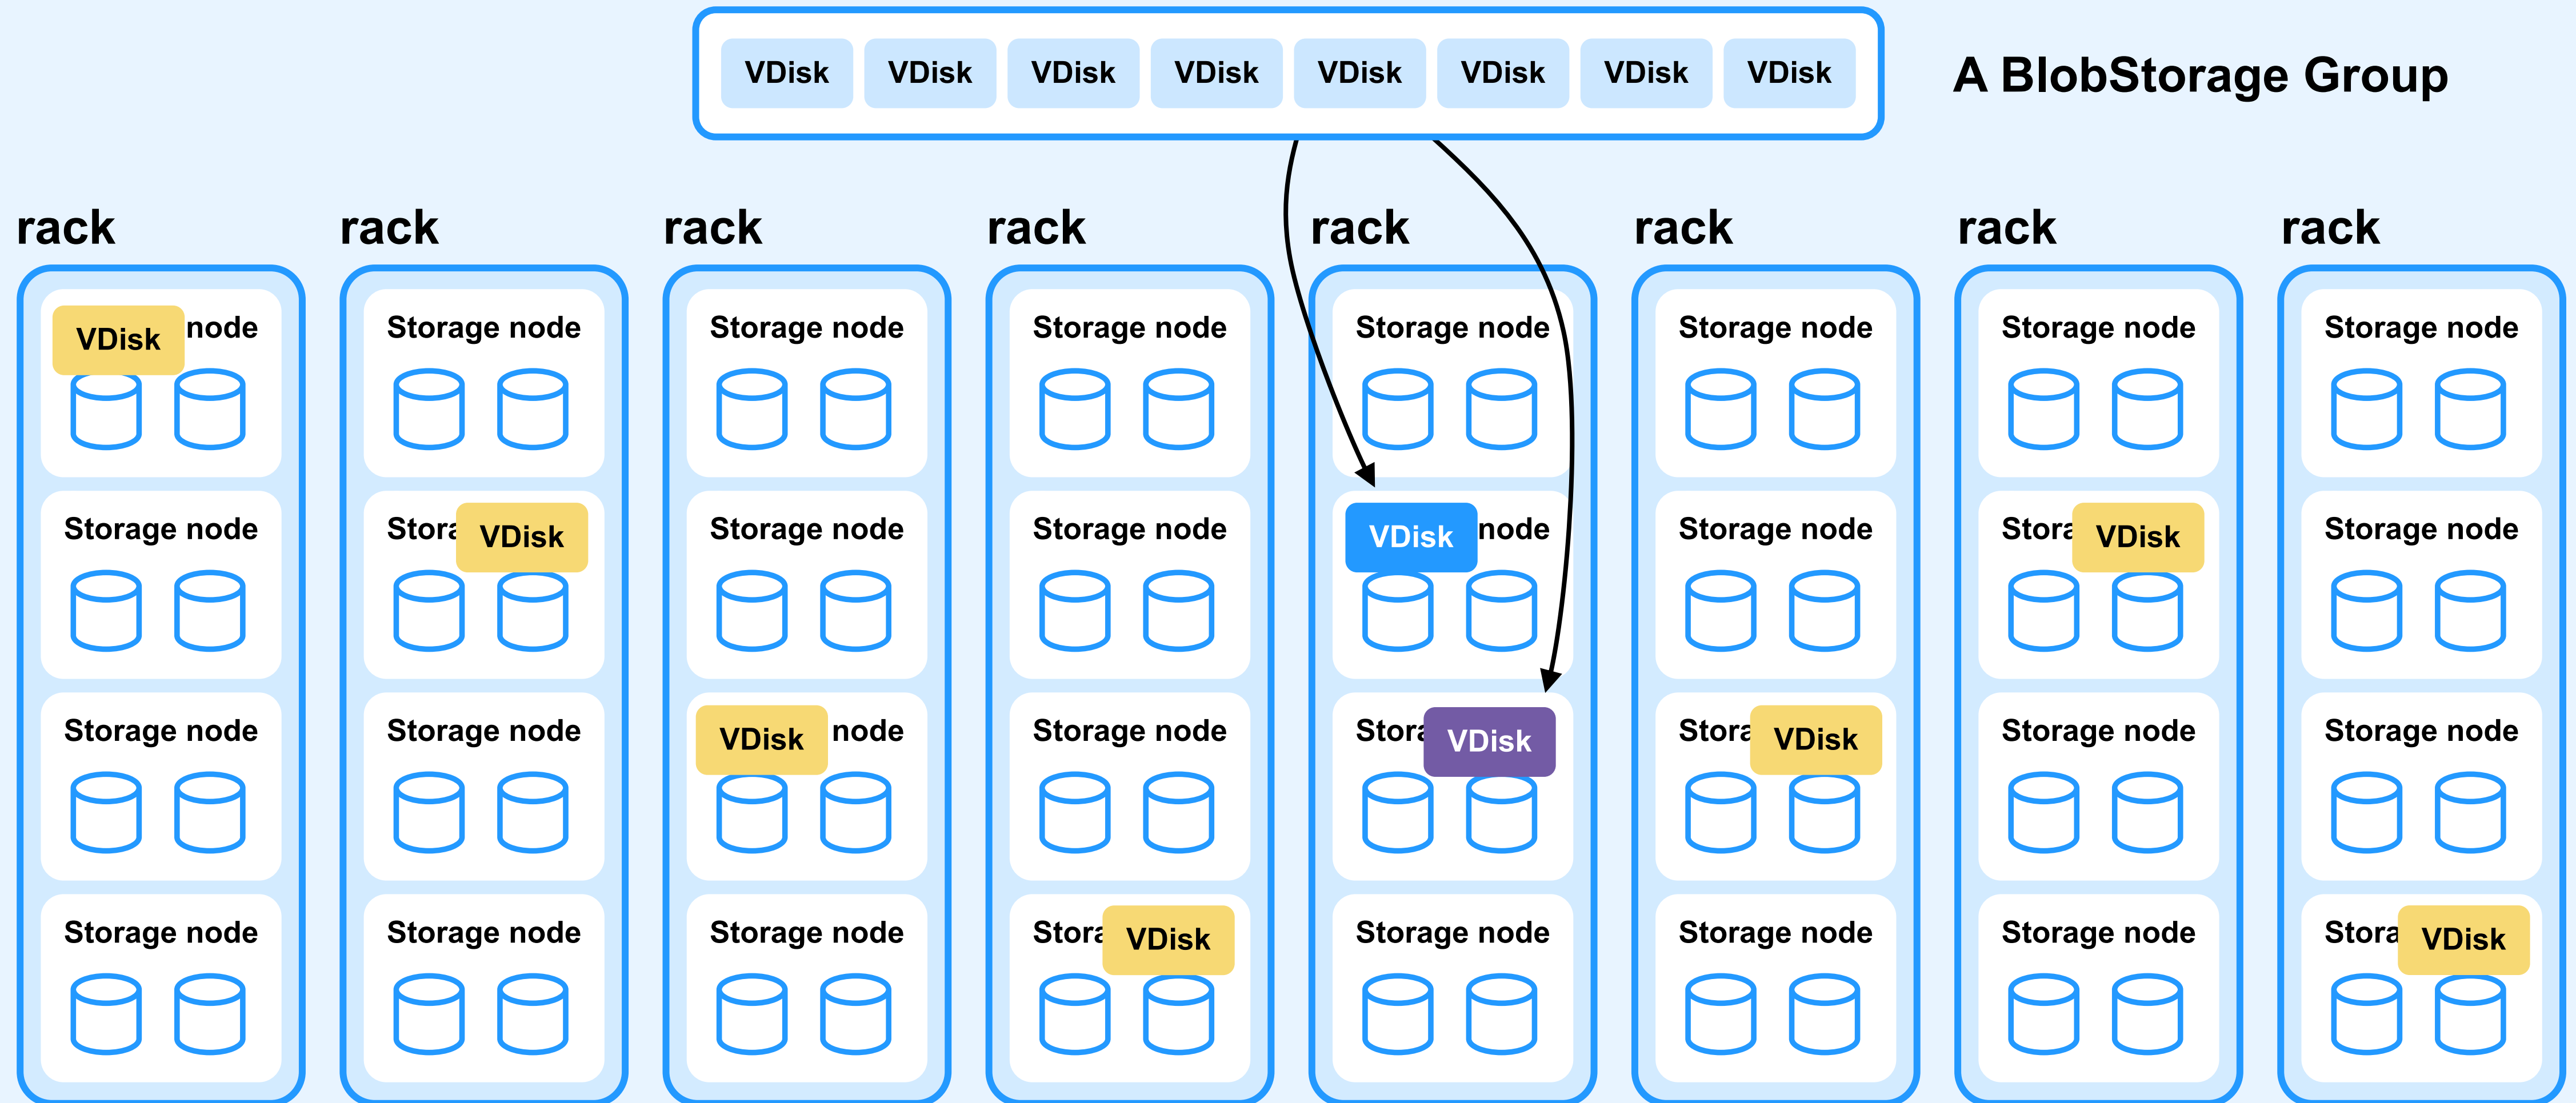 VDisk VDisk VDisk VDisk VDisk VDisk VDisk VDisk
A BlobStorage Group
rack rack rack rack rack rack rack rack
VDisk node Storage node Storage node Storage node Storage node Storage node Storage node Storage node
Storage node Stora VDisk Storage node Storage node VDisk node Storage node Stora VDisk Storage node
Storage node Storage node VDisk node Storage node Stora VDisk Stora VDisk Storage node Storage node
Storage node Storage node Storage node Stora VDisk Storage node Storage node Storage node Stora VDisk